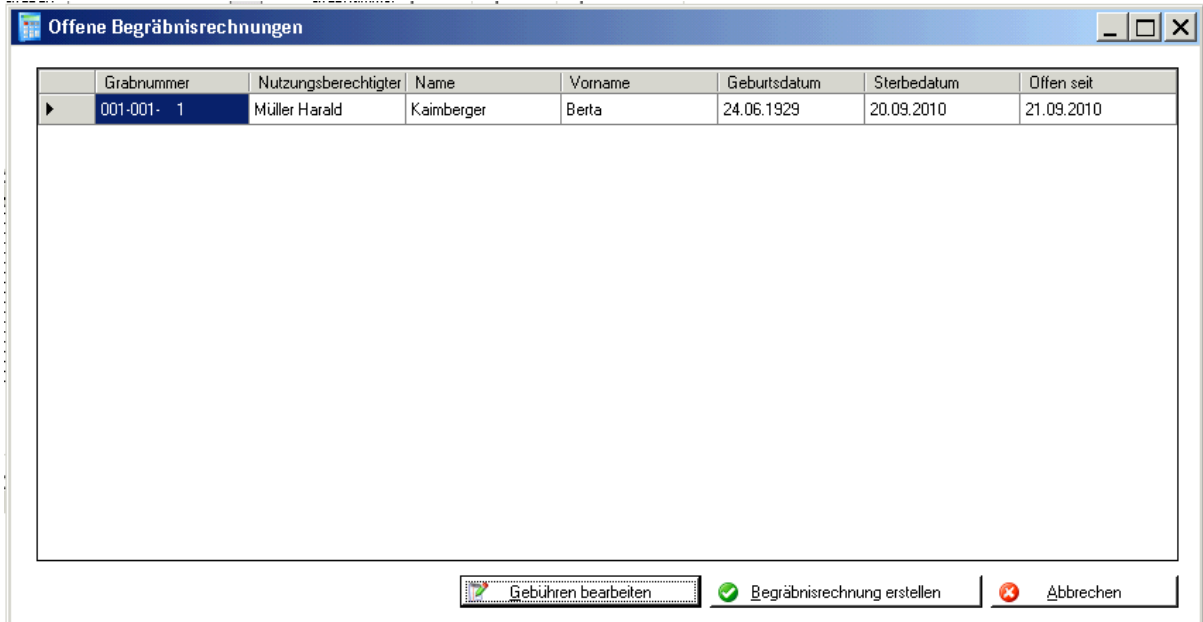 Offene Begräbnisrechnungen
Grabnummer Nutzungsberechtigter Name Vorname Geburtsdatum Sterbedatum Offen seit
001-001- 1 Müller Harald Kaimberger Berta 24.06.1929 20.09.2010 21.09.2010
Gebühren bearbeiten Begräbnisrechnung erstellen Abbrechen